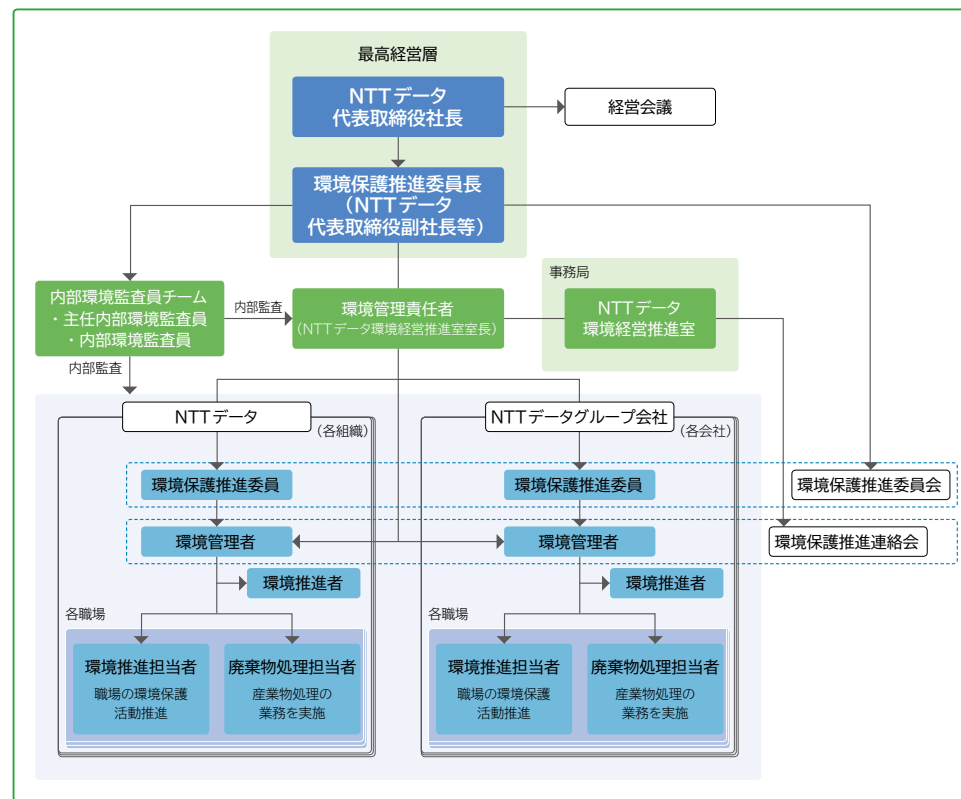 最高経営層
NTTデータ
代表取締役社長
経営会議
環境保護推進委員長
（NTTデータ
代表取締役副社長等）
事務局
内部環境監査員チーム
・主任内部環境監査員
・内部環境監査員
内部監査
環境管理責任者
（NTTデータ環境経営推進室室長）
NTTデータ
環境経営推進室
内部監査
NTTデータ
（各組織）
NTTデータグループ会社
（各会社）
環境保護推進委員
環境保護推進委員
環境保護推進委員会
環境管理者
環境管理者
環境保護推進連絡会
環境推進者
環境推進者
各職場
各職場
環境推進担当者
職場の環境保護
活動推進
廃棄物処理担当者
産業物処理の
業務を実施
環境推進担当者
職場の環境保護
活動推進
廃棄物処理担当者
産業物処理の
業務を実施